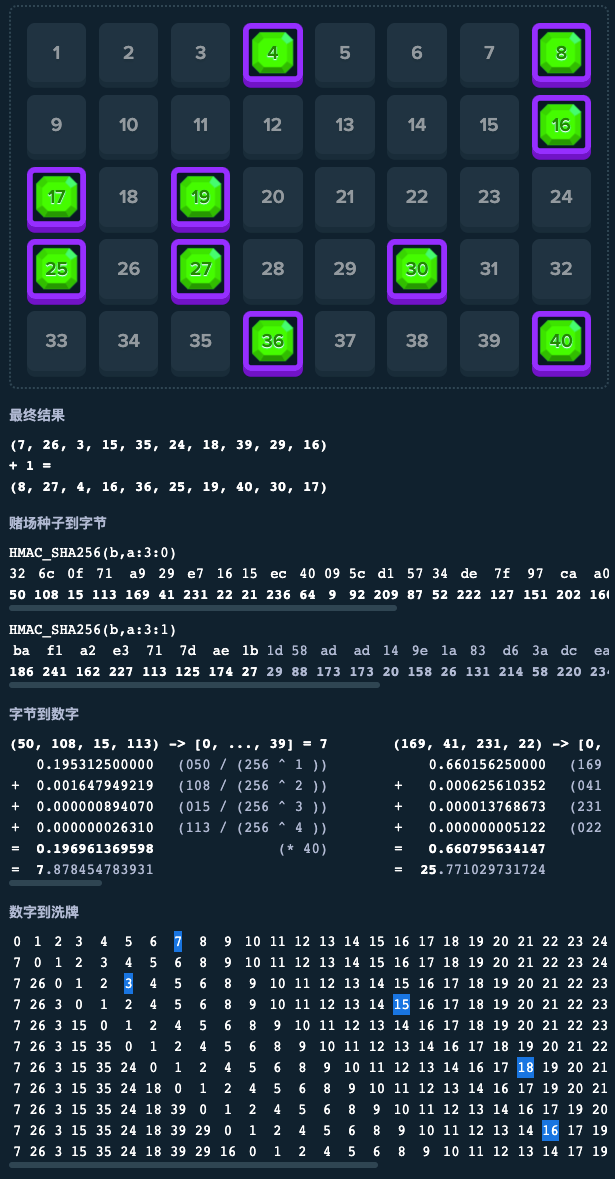 1 2 3 4 5 6 7 8
9 10 11 12 13 14 15 16
17 18 19 20 21 22 23 24
25 26 27 28 29 30 31 32
33 34 35 36 37 38 39 40
最终结果
(7, 26, 3, 15, 35, 24, 18, 39, 29, 16)
+ 1 =
(8, 27, 4, 16, 36, 25, 19, 40, 30, 17)
赌场种子到字节
HMAC_SHA256(b,a:3:0)
32 6c 0f 71 a9 29 e7 16 15 ec 40 09 5c d1 57 34 de 7f 97 ca a0
50 108 15 113 169 41 231 22 21 236 64 9 92 209 87 52 222 127 151 202 160
HMAC_SHA256(b,a:3:1)
ba f1 a2 e3 71 7d ae 1b 1d 58 ad ad 14 9e 1a 83 d6 3a dc ea
186 241 162 227 113 125 174 27 29 88 173 173 20 158 26 131 214 58 220 234
字节到数字
(50, 108, 15, 113) -> [0, ..., 39] = 7 (169, 41, 231, 22) -> [0,
0.195312500000 (050 / (256 ^ 1 )) 0.660156250000 (169
+ 0.001647949219 (108 / (256 ^ 2 )) + 0.000625610352 (041
+ 0.000000894070 (015 / (256 ^ 3 )) + 0.000013768673 (231
+ 0.000000026310 (113 / (256 ^ 4 )) + 0.000000005122 (022
= 0.196961369598 (* 40) = 0.660795634147
= 7.878454783931 = 25.771029731724
数字到洗牌
0 1 2 3 4 5 6 7 8 9 10 11 12 13 14 15 16 17 18 19 20 21 22 23 24
7 0 1 2 3 4 5 6 8 9 10 11 12 13 14 15 16 17 18 19 20 21 22 23 24
7 26 0 1 2 3 4 5 6 8 9 10 11 12 13 14 15 16 17 18 19 20 21 22 23
7 26 3 0 1 2 4 5 6 8 9 10 11 12 13 14 15 16 17 18 19 20 21 22 23
7 26 3 15 0 1 2 4 5 6 8 9 10 11 12 13 14 16 17 18 19 20 21 22 23
7 26 3 15 35 0 1 2 4 5 6 8 9 10 11 12 13 14 16 17 18 19 20 21 22
7 26 3 15 35 24 0 1 2 4 5 6 8 9 10 11 12 13 14 16 17 18 19 20 21
7 26 3 15 35 24 18 0 1 2 4 5 6 8 9 10 11 12 13 14 16 17 19 20 21
7 26 3 15 35 24 18 39 0 1 2 4 5 6 8 9 10 11 12 13 14 16 17 19 20
7 26 3 15 35 24 18 39 29 0 1 2 4 5 6 8 9 10 11 12 13 14 16 17 19
7 26 3 15 35 24 18 39 29 16 0 1 2 4 5 6 8 9 10 11 12 13 14 17 19